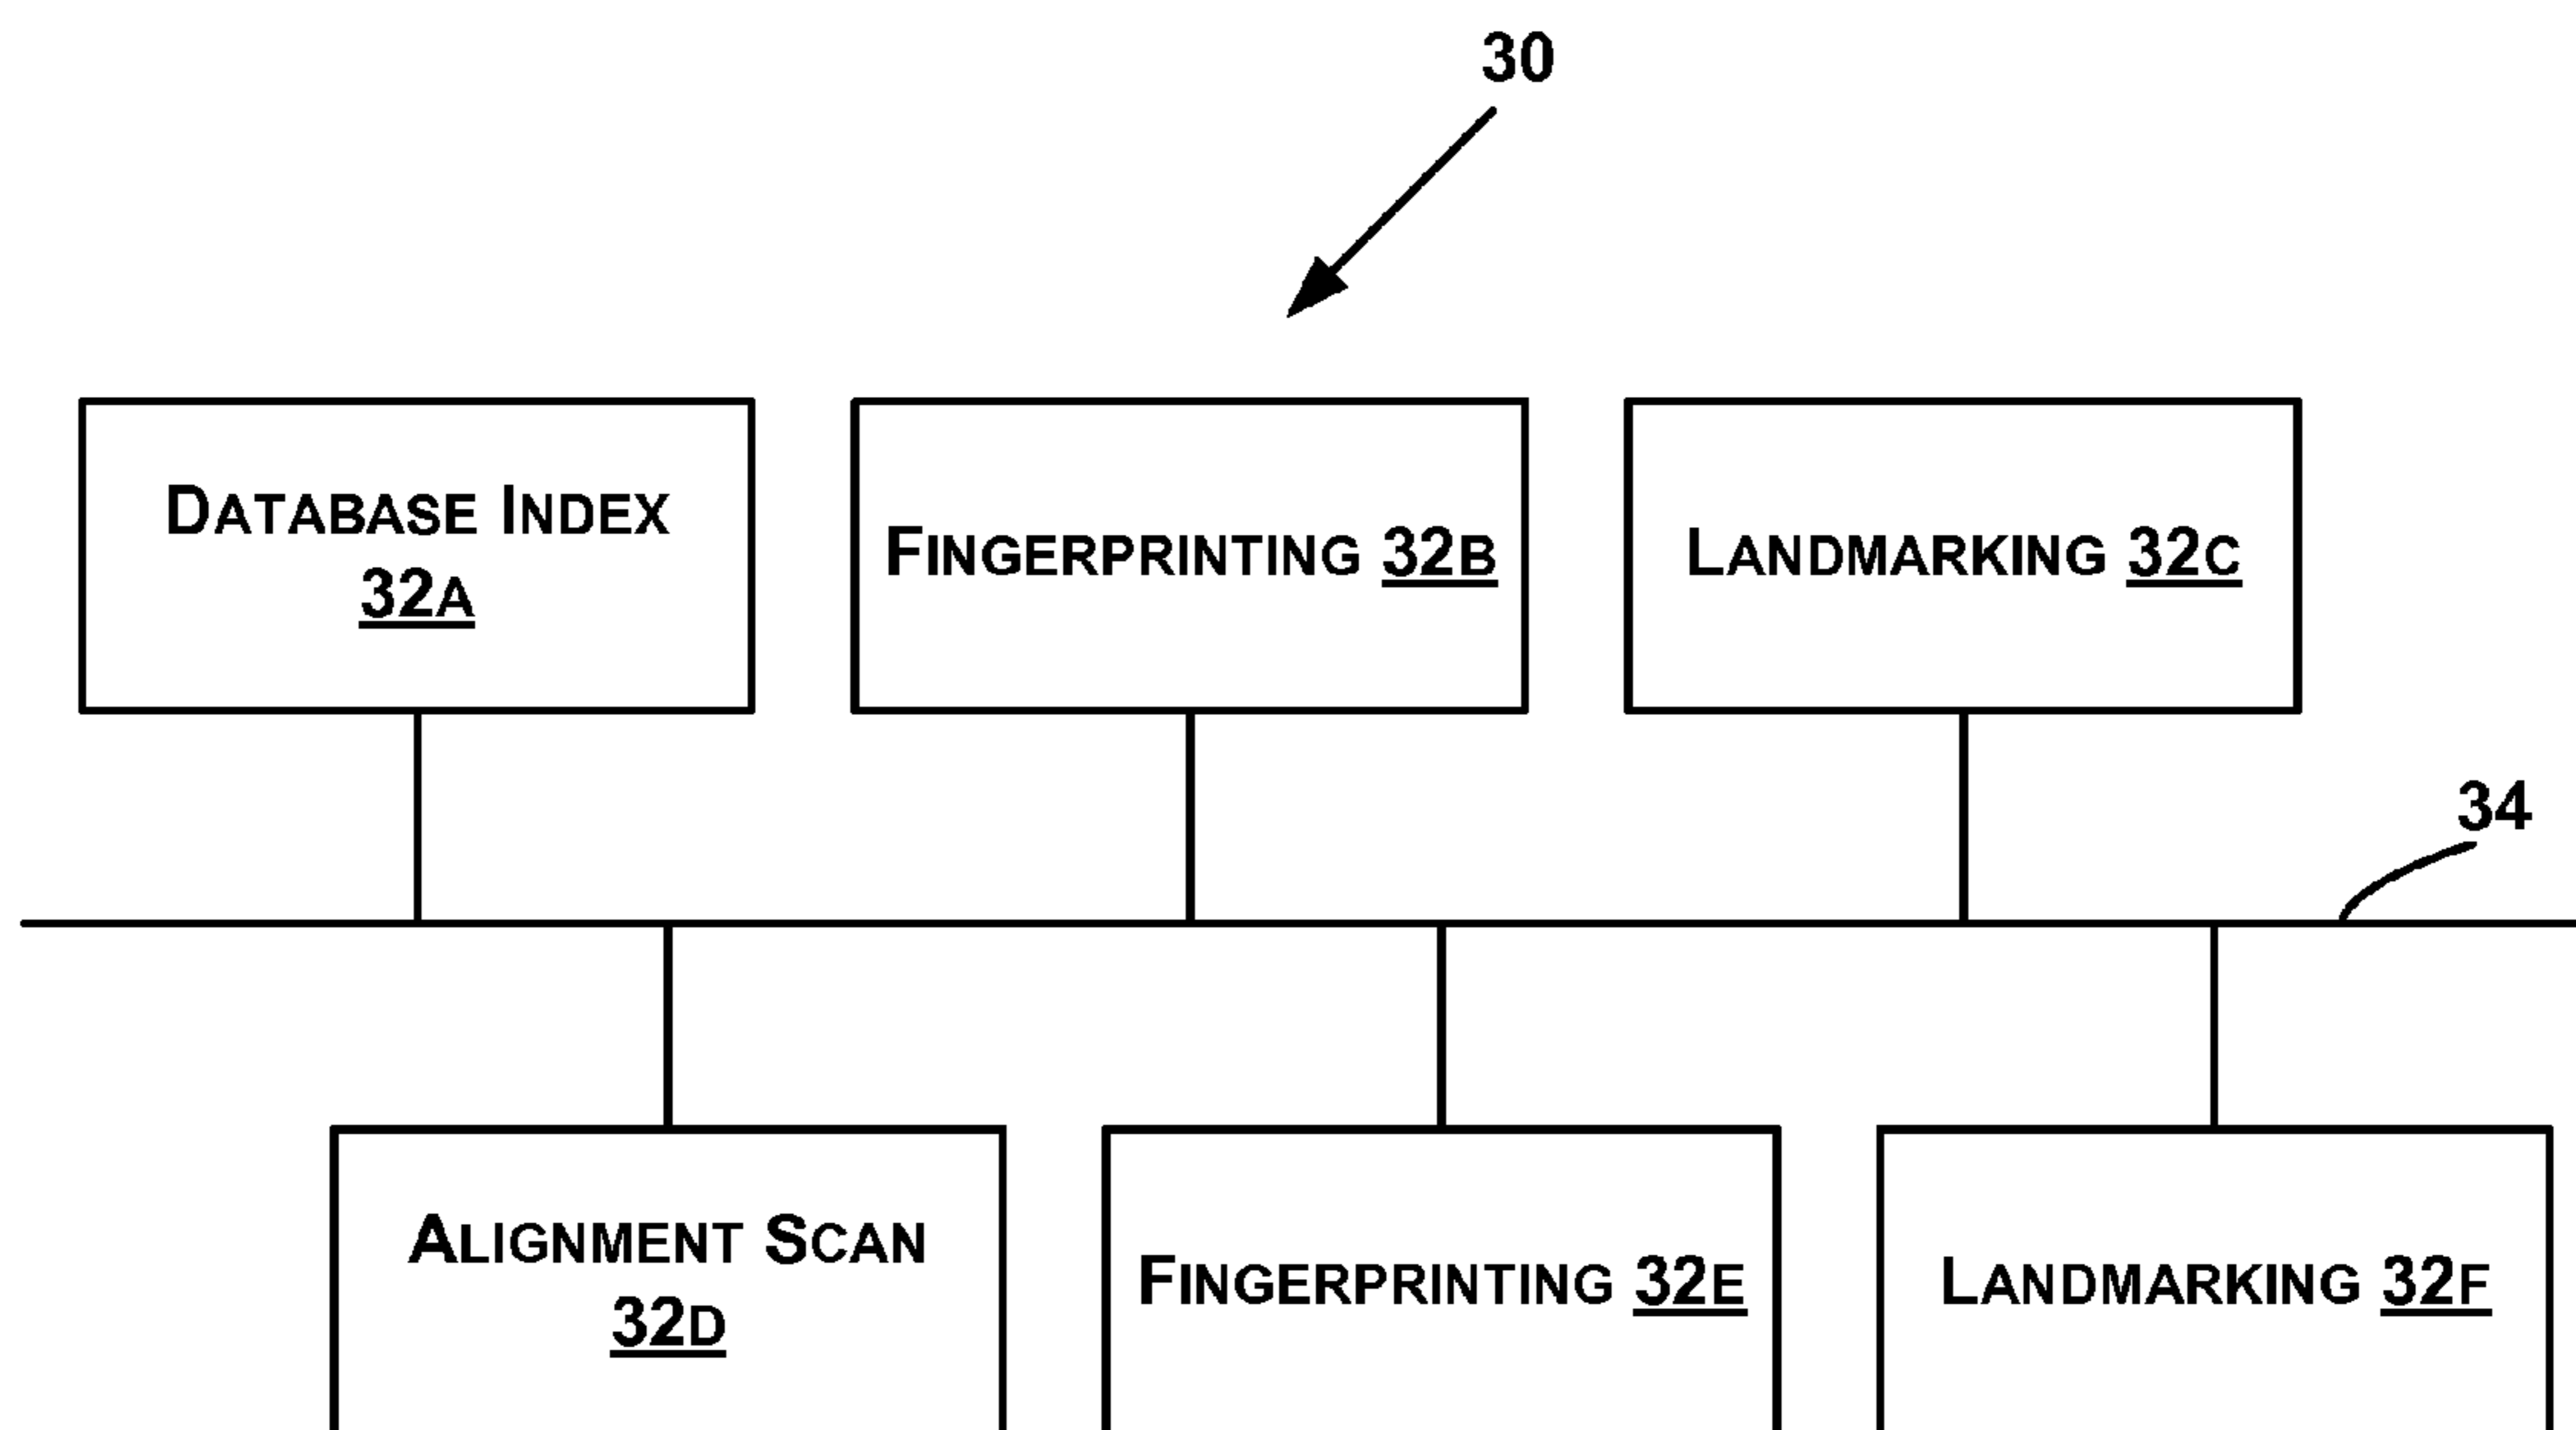 30
DATABASE INDEX
32A
FINGERPRINTING 32B
LANDMARKING 32C
34
ALIGNMENT SCAN
32D
FINGERPRINTING 32E
LANDMARKING 32F